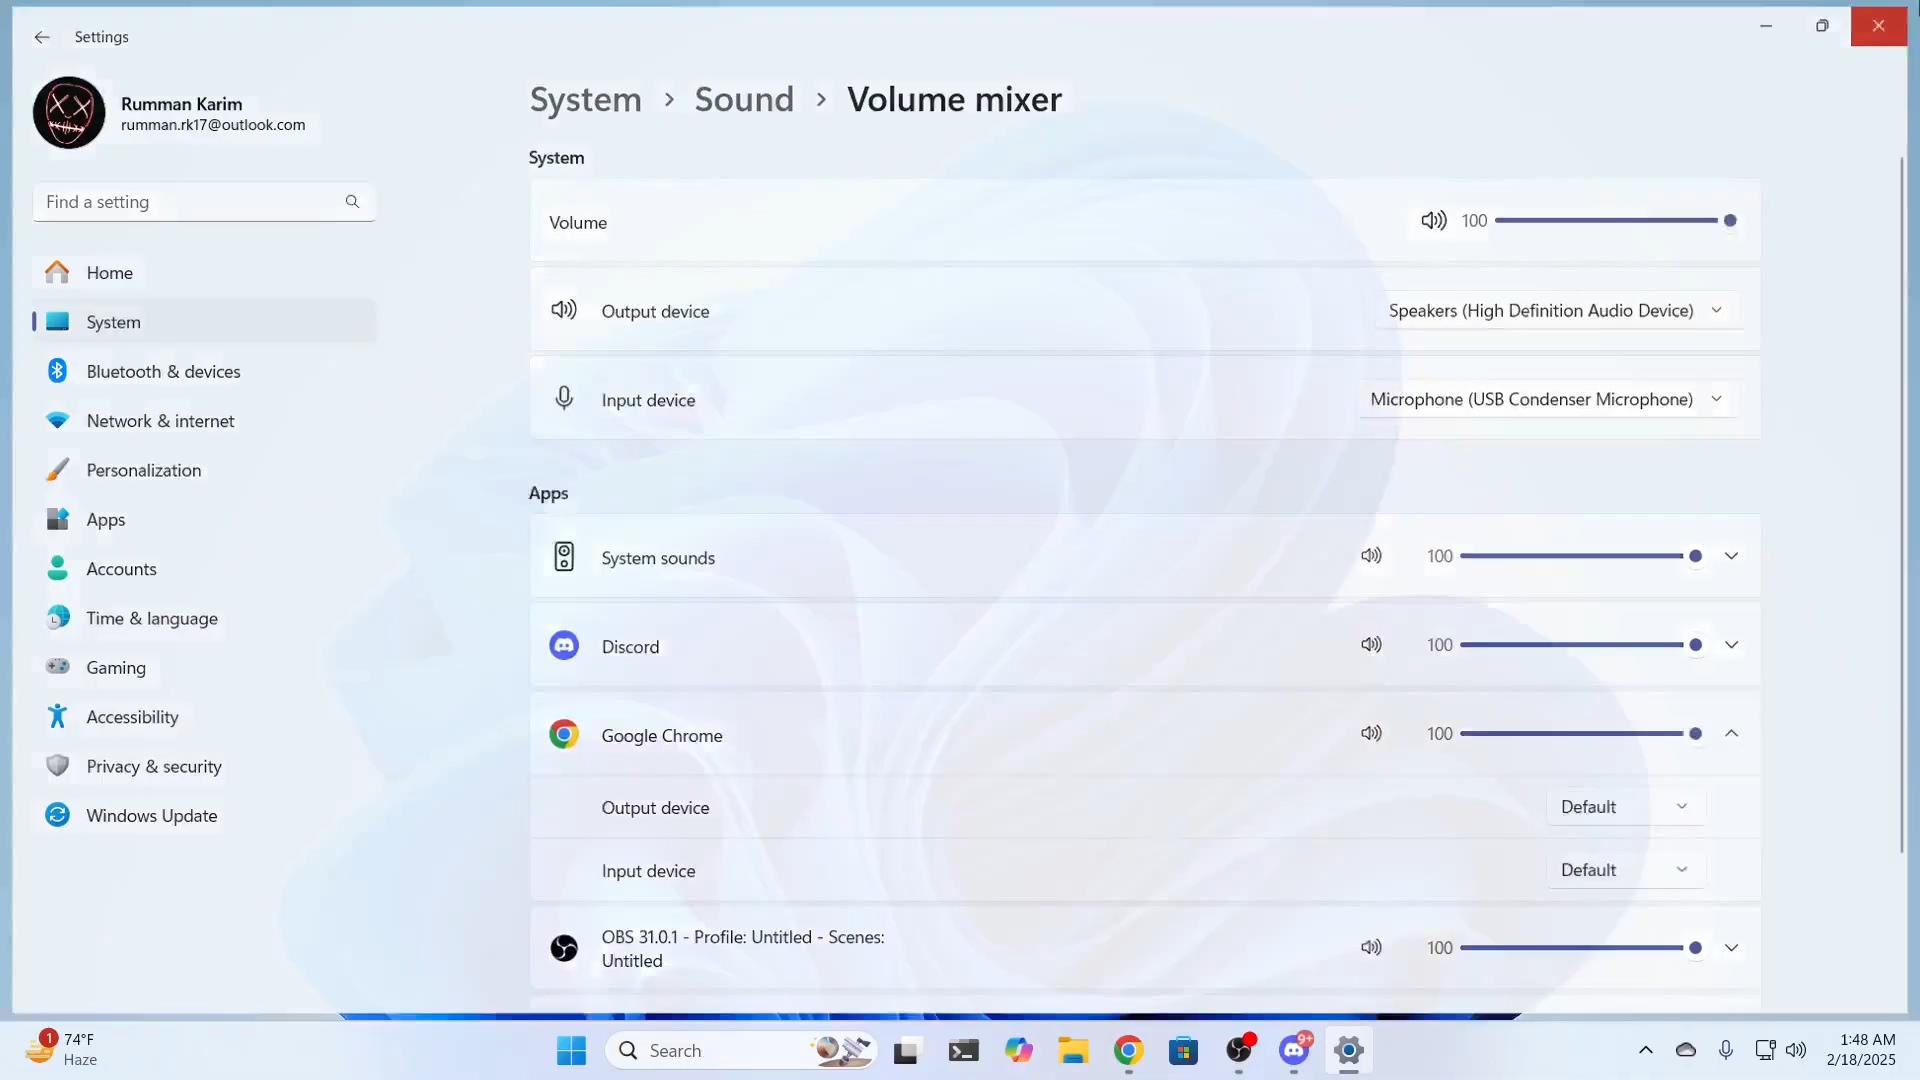 Settings
Rumman Karim
rumman.rk17@outlook.com
Find a setting
Home
System
Bluetooth & devices
Network & internet
Personalization
Apps
Accounts
Time & language
Gaming
Accessibility
Privacy & security
Windows Update
System > Sound > Volume mixer
System
Volume 100
Output device Speakers (High Definition Audio Device)
Input device Microphone (USB Condenser Microphone)
Apps
System sounds 100
Discord 100
Google Chrome 100
Output device Default
Input device Default
OBS 31.0.1 - Profile: Untitled - Scenes:
Untitled 100
1 74°F
Haze
Search
9+
1:48 AM
2/18/2025